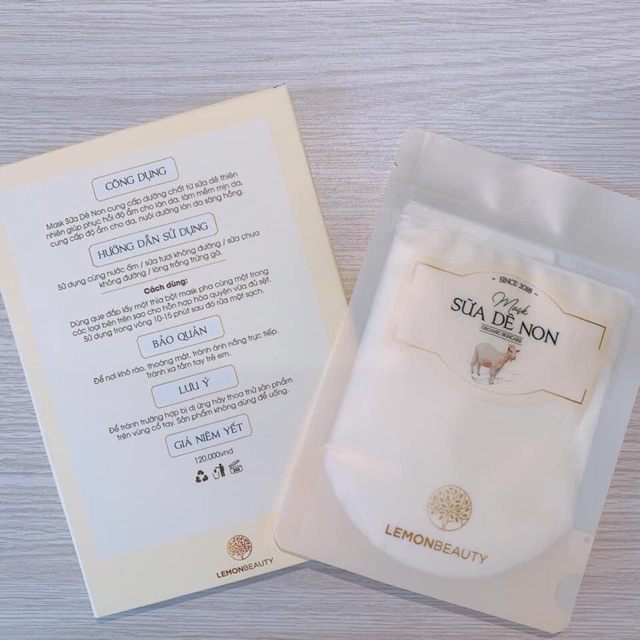 CÔNG DỤNG
Mask Sữa Dê Non cung cấp dưỡng chất từ sữa dê thiên
nhiên giúp phục hồi độ ẩm cho làn da, làm mềm mịn da,
cung cấp độ ẩm cho da, nuôi dưỡng làn da săng hồng.
HƯỚNG DẪN SỬ DỤNG
Sử dụng cùng nước ấm / sữa tươi không đường / sữa chua
không đường / lòng trắng trứng gà.
Cách dùng:
Dùng que đắp lấy một thìa bột mask pha cùng một trong
các loại bên trên sao cho hỗn hợp hòa quyện vừa đủ sệt.
Sử dụng trong vòng 10-15 phút sau đó rửa mặt sạch.
BẢO QUẢN
Để nơi khô ráo, thoáng mát, tránh ánh nắng trực tiếp.
Tránh xa tầm tay trẻ em.
LƯU Ý
Để tránh trường hợp bị dị ứng hãy thoa thử sản phẩm
trên vùng cổ tay. Sản phẩm không dùng để uống.
GIÁ NIÊM YẾT
120.000vnd
LEMONBEAUTY
- SINCE 2018 -
Mask
SỮA DÊ NON
ORGANIC SKINCARE
LEMONBEAUTY